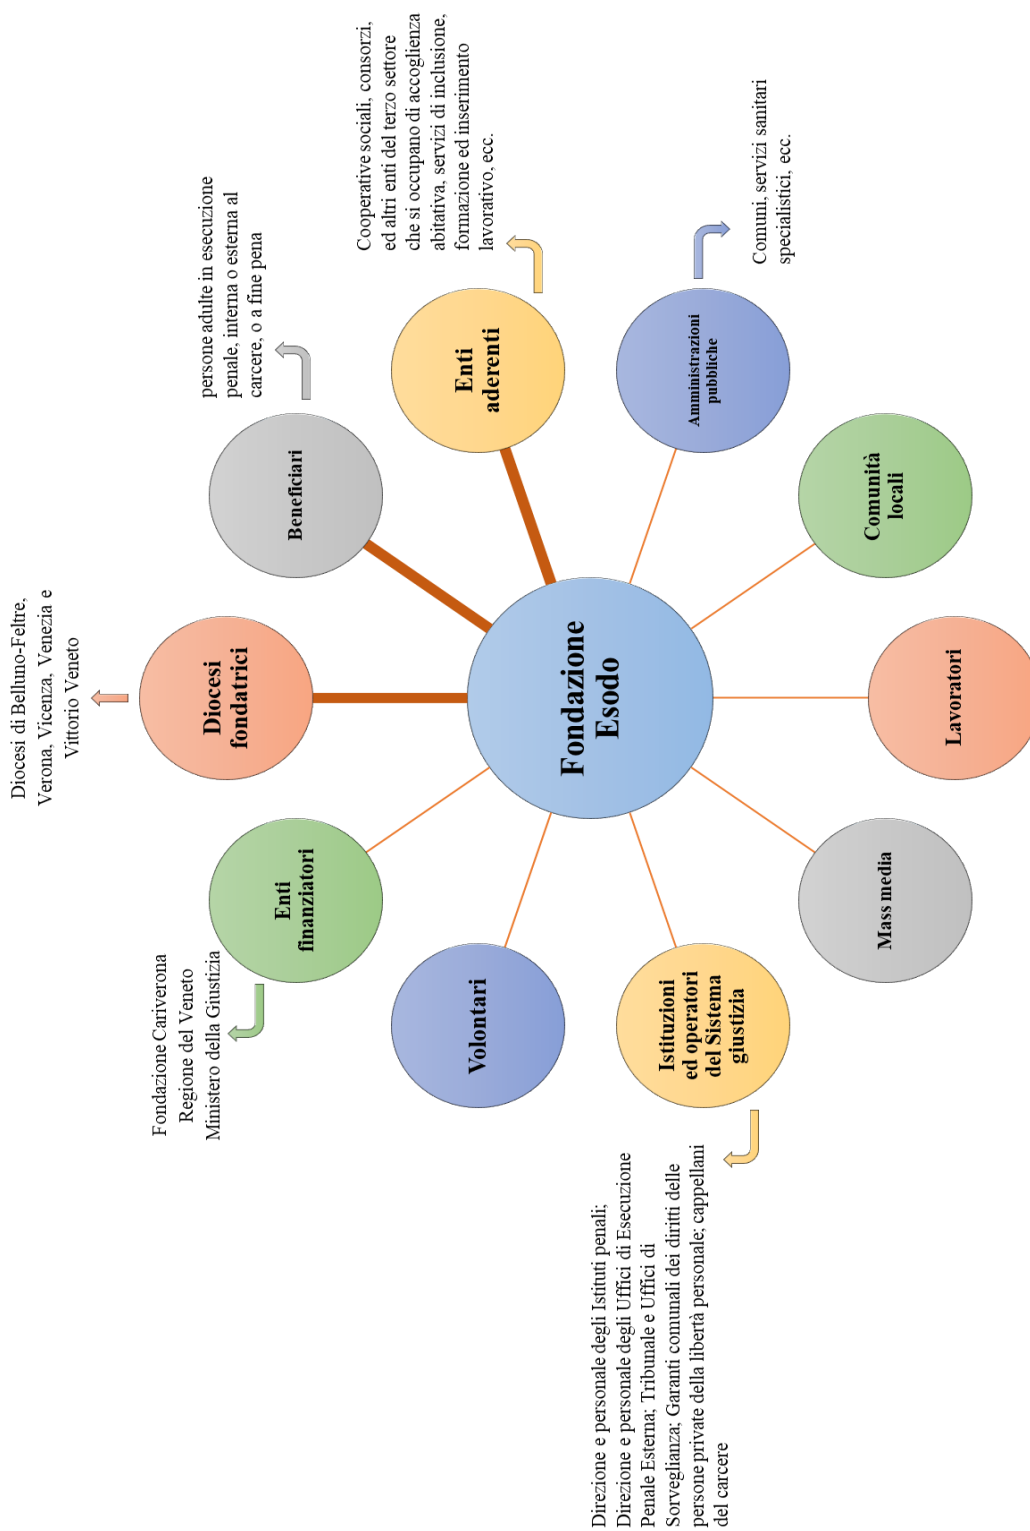 Diocesi di Belluno-Feltre,
Verona, Vicenza, Venezia e
Vittorio Veneto
Diocesi
fondatrici
persone adulte in esecuzione
penale, interna o esterna al
carcere, o a fine pena
Beneficiari
Cooperative sociali, consorzi,
ed altri enti del terzo settore
che si occupano di accoglienza
abitativa, servizi di inclusione,
formazione ed inserimento
lavorativo, ecc.
Enti
aderenti
Comuni, servizi sanitari
specialistici, ecc.
Amministrazioni
pubbliche
Comunità
locali
Lavoratori
Mass media
Istituzioni
ed operatori
del Sistema
giustizia
Direzione e personale degli Istituti penali;
Direzione e personale degli Uffici di Esecuzione
Penale Esterna; Tribunale e Uffici di
Sorveglianza; Garanti comunali dei diritti delle
persone private della libertà personale; cappellani
del carcere
Volontari
Enti
finanziatori
Fondazione Cariverona
Regione del Veneto
Ministero della Giustizia
Fondazione
Esodo